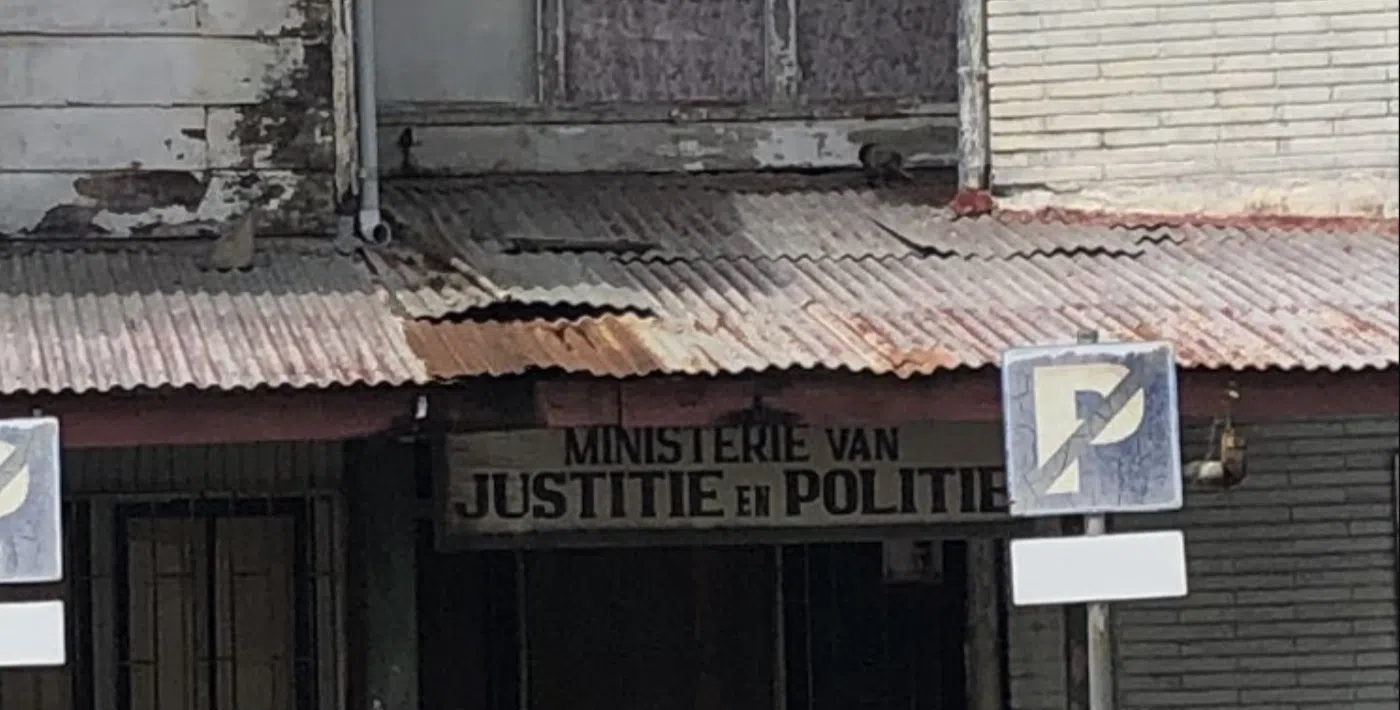 MINISTERIE VAN
JUSTITIE EN POLITIE
P